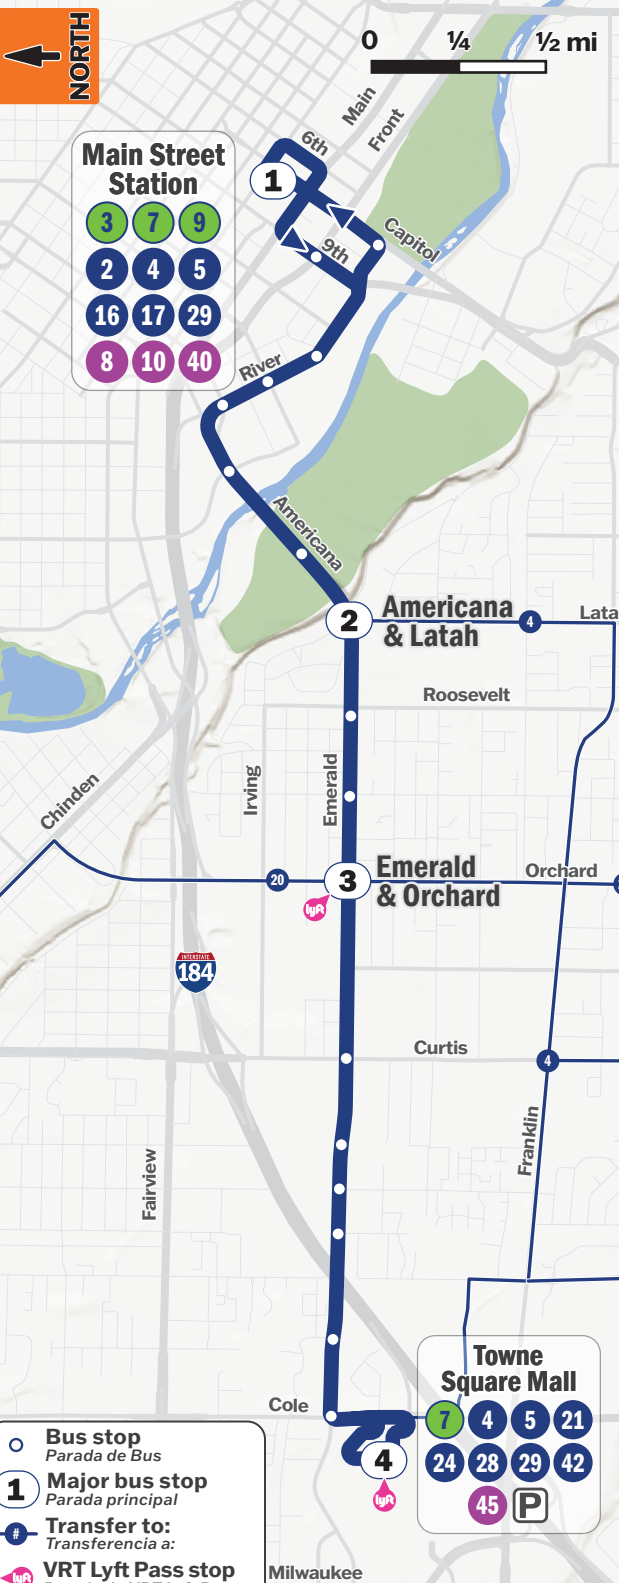 NORTH
0 ¼ ½ mi
Main
Front
6th
1
Main Street
Station
3 7 9
2 4 5
16 17 29
8 10 40
Capitol
9th
River
Americana
2
Americana
& Latah
4
Lata
Roosevelt
Irving
Emerald
Chinden
20
3
Emerald
& Orchard
Orchard
lyft
INTERSTATE
184
Curtis
4
Franklin
Fairview
Cole
4
lyft
Towne
Square Mall
7 4 5 21
24 28 29 42
45 P
Bus stop
Parada de Bus
1 Major bus stop
Parada principal
# Transfer to:
Transferencia a:
lyft VRT Lyft Pass stop
Milwaukee